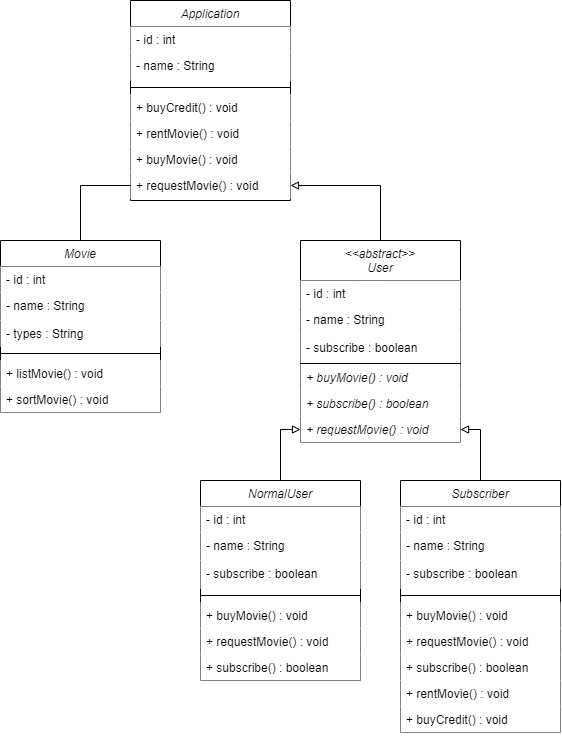 Application
- id : int
- name : String
+ buyCredit() : void
+ rentMovie() : void
+ buyMovie() : void
+ requestMovie() : void
Movie
- id : int
- name : String
- types : String
+ listMovie() : void
+ sortMovie() : void
<<abstract>>
User
- id : int
- name : String
- subscribe : boolean
+ buyMovie() : void
+ subscribe() : boolean
+ requestMovie() : void
NormalUser
- id : int
- name : String
- subscribe : boolean
+ buyMovie() : void
+ requestMovie() : void
+ subscribe() : boolean
Subscriber
- id : int
- name : String
- subscribe : boolean
+ buyMovie() : void
+ requestMovie() : void
+ subscribe() : boolean
+ rentMovie() : void
+ buyCredit() : void